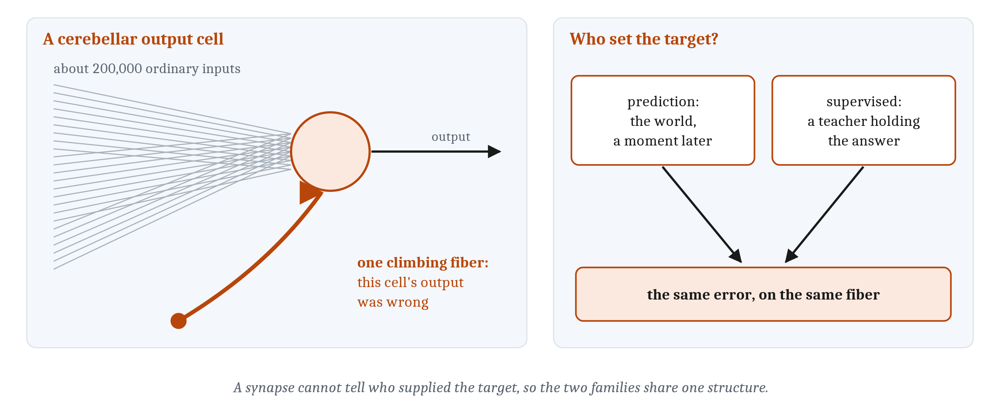 A cerebellar output cell
about 200,000 ordinary inputs
output
one climbing fiber:
this cell's output
was wrong
Who set the target?
prediction:
the world,
a moment later
supervised:
a teacher holding
the answer
the same error, on the same fiber
A synapse cannot tell who supplied the target, so the two families share one structure.